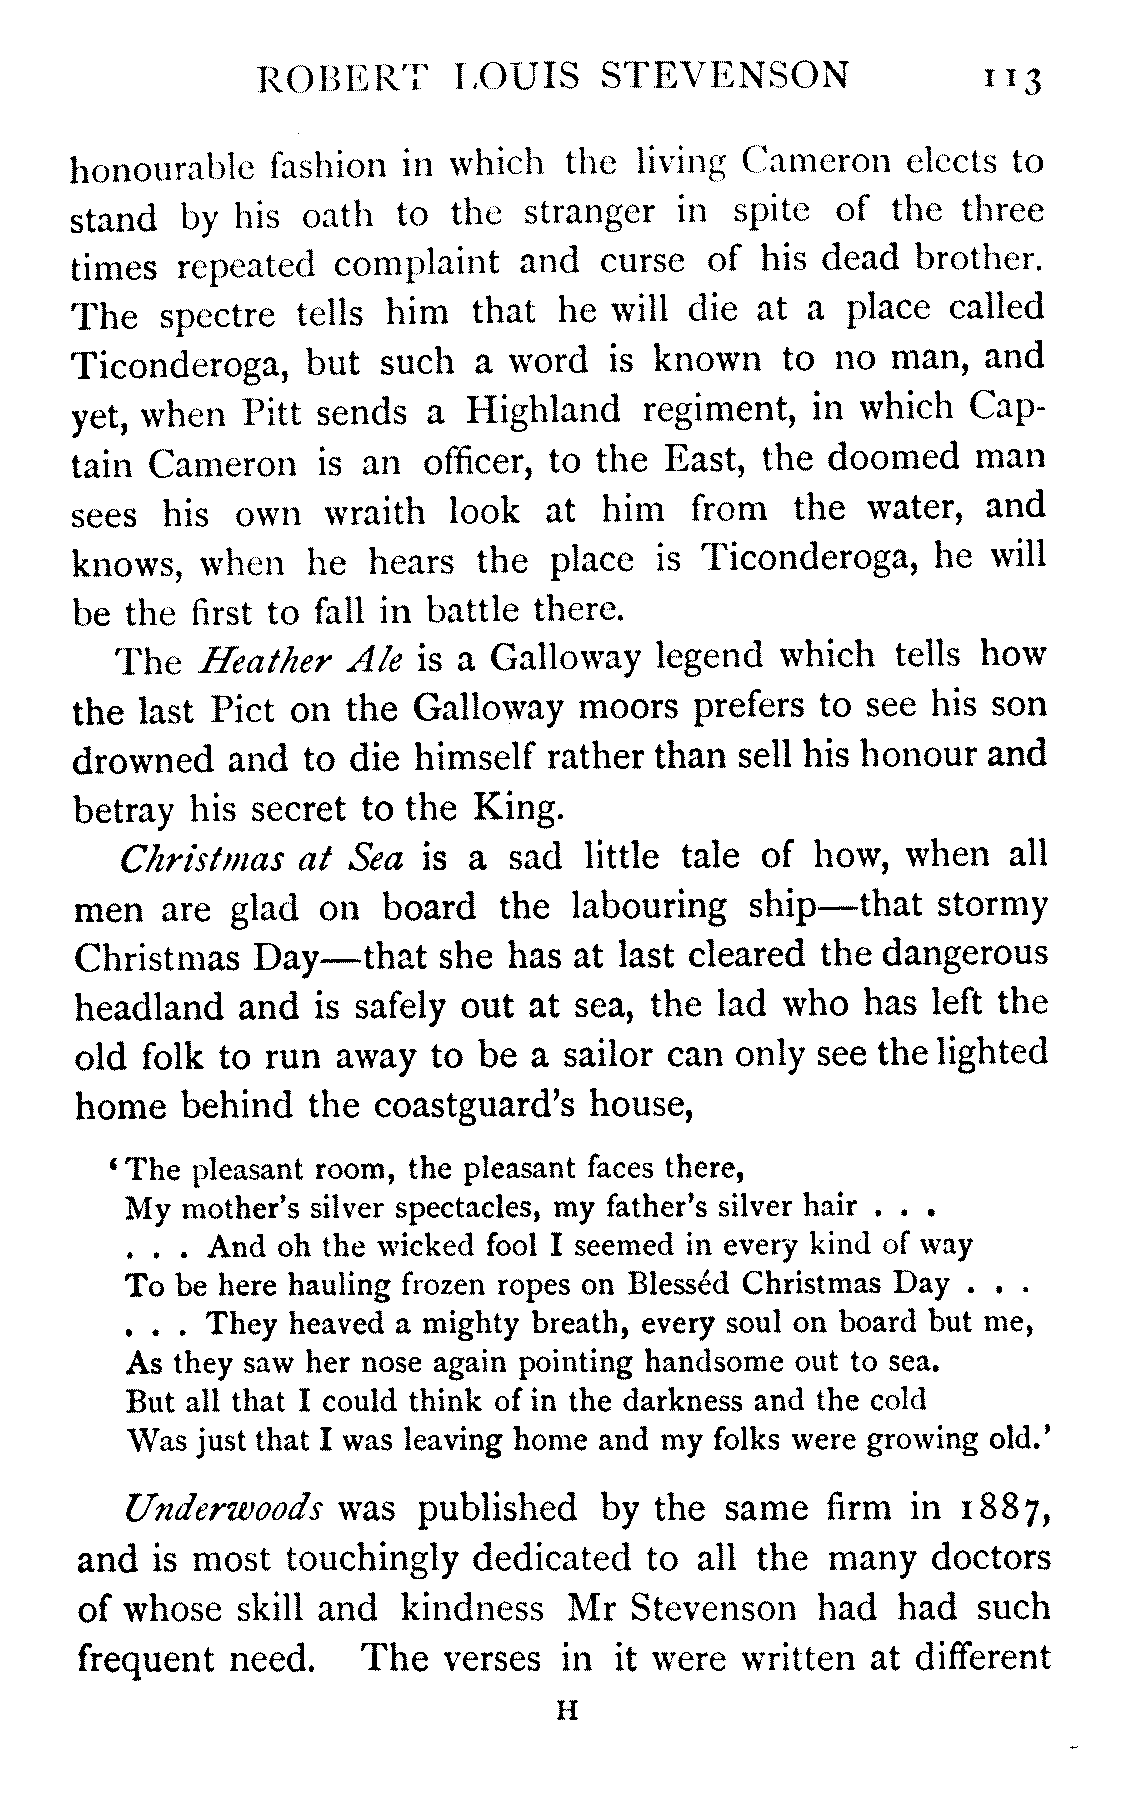 ROBERT LOUIS STEVENSON 113
honourable fashion in which the living Cameron elects to
stand by his oath to the stranger in spite of the three
times repeated complaint and curse of his dead brother.
The spectre tells him that he will die at a place called
Ticonderoga, but such a word is known to no man, and
yet, when Pitt sends a Highland regiment, in which Cap-
tain Cameron is an officer, to the East, the doomed man
sees his own wraith look at him from the water, and
knows, when he hears the place is Ticonderoga, he will
be the first to fall in battle there.
The Heather Ale is a Galloway legend which tells how
the last Pict on the Galloway moors prefers to see his son
drowned and to die himself rather than sell his honour and
betray his secret to the King.
Christmas at Sea is a sad little tale of how, when all
men are glad on board the labouring ship—that stormy
Christmas Day—that she has at last cleared the dangerous
headland and is safely out at sea, the lad who has left the
old folk to run away to be a sailor can only see the lighted
home behind the coastguard's house,
‘The pleasant room, the pleasant faces there,
My mother's silver spectacles, my father's silver hair . . .
. . . And oh the wicked fool I seemed in every kind of way
To be here hauling frozen ropes on Blesséd Christmas Day . . .
. . . They heaved a mighty breath, every soul on board but me,
As they saw her nose again pointing handsome out to sea.
But all that I could think of in the darkness and the cold
Was just that I was leaving home and my folks were growing old.’
Underwoods was published by the same firm in 1887,
and is most touchingly dedicated to all the many doctors
of whose skill and kindness Mr Stevenson had had such
frequent need. The verses in it were written at different
H